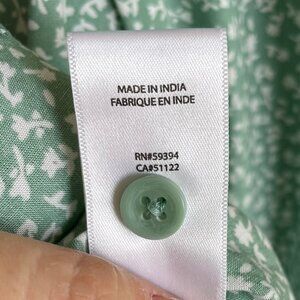 MADE IN INDIA
FABRIQUE EN INDE
RN#59394
CA#51122